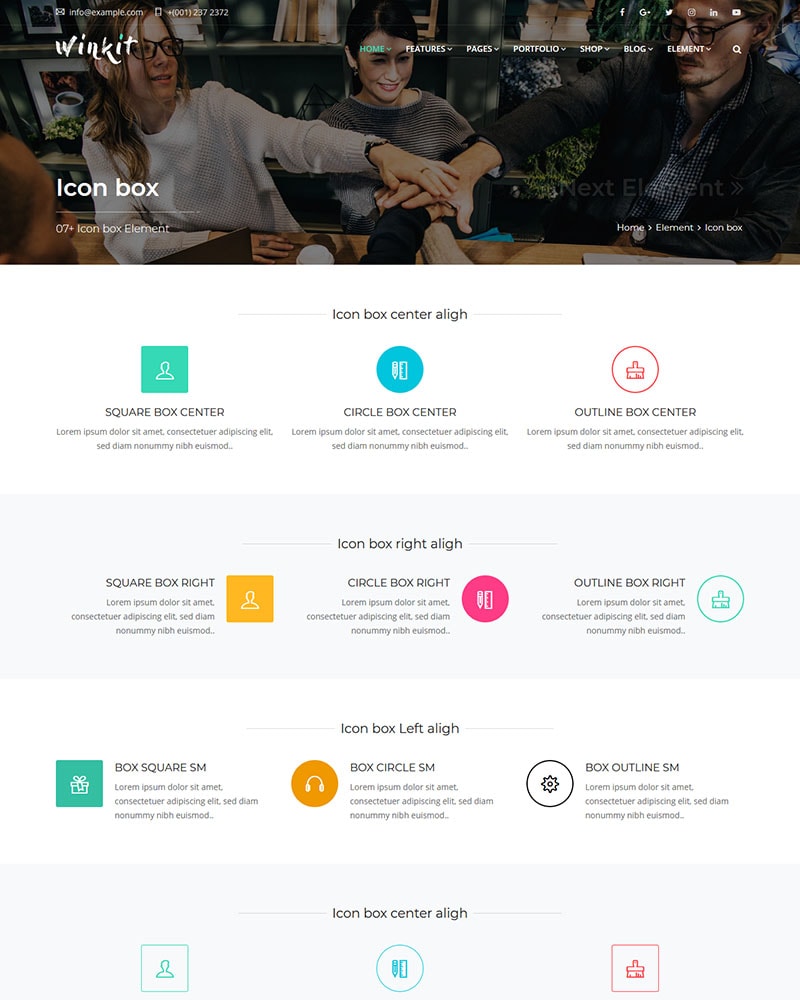 info@example.com +(001) 237 2372
winkit
HOME FEATURES PAGES PORTFOLIO SHOP BLOG ELEMENT
Icon box
Next Element »
07+ Icon box Element
Home > Element > Icon box
Icon box center aligh
SQUARE BOX CENTER
Lorem ipsum dolor sit amet, consectetuer adipiscing elit,
sed diam nonummy nibh euismod..
CIRCLE BOX CENTER
Lorem ipsum dolor sit amet, consectetuer adipiscing elit,
sed diam nonummy nibh euismod..
OUTLINE BOX CENTER
Lorem ipsum dolor sit amet, consectetuer adipiscing elit,
sed diam nonummy nibh euismod..
Icon box right aligh
SQUARE BOX RIGHT
Lorem ipsum dolor sit amet,
consectetuer adipiscing elit, sed diam
nonummy nibh euismod..
CIRCLE BOX RIGHT
Lorem ipsum dolor sit amet,
consectetuer adipiscing elit, sed diam
nonummy nibh euismod..
OUTLINE BOX RIGHT
Lorem ipsum dolor sit amet,
consectetuer adipiscing elit, sed diam
nonummy nibh euismod..
Icon box Left aligh
BOX SQUARE SM
Lorem ipsum dolor sit amet,
consectetuer adipiscing elit, sed diam
nonummy nibh euismod..
BOX CIRCLE SM
Lorem ipsum dolor sit amet,
consectetuer adipiscing elit, sed diam
nonummy nibh euismod..
BOX OUTLINE SM
Lorem ipsum dolor sit amet,
consectetuer adipiscing elit, sed diam
nonummy nibh euismod..
Icon box center aligh